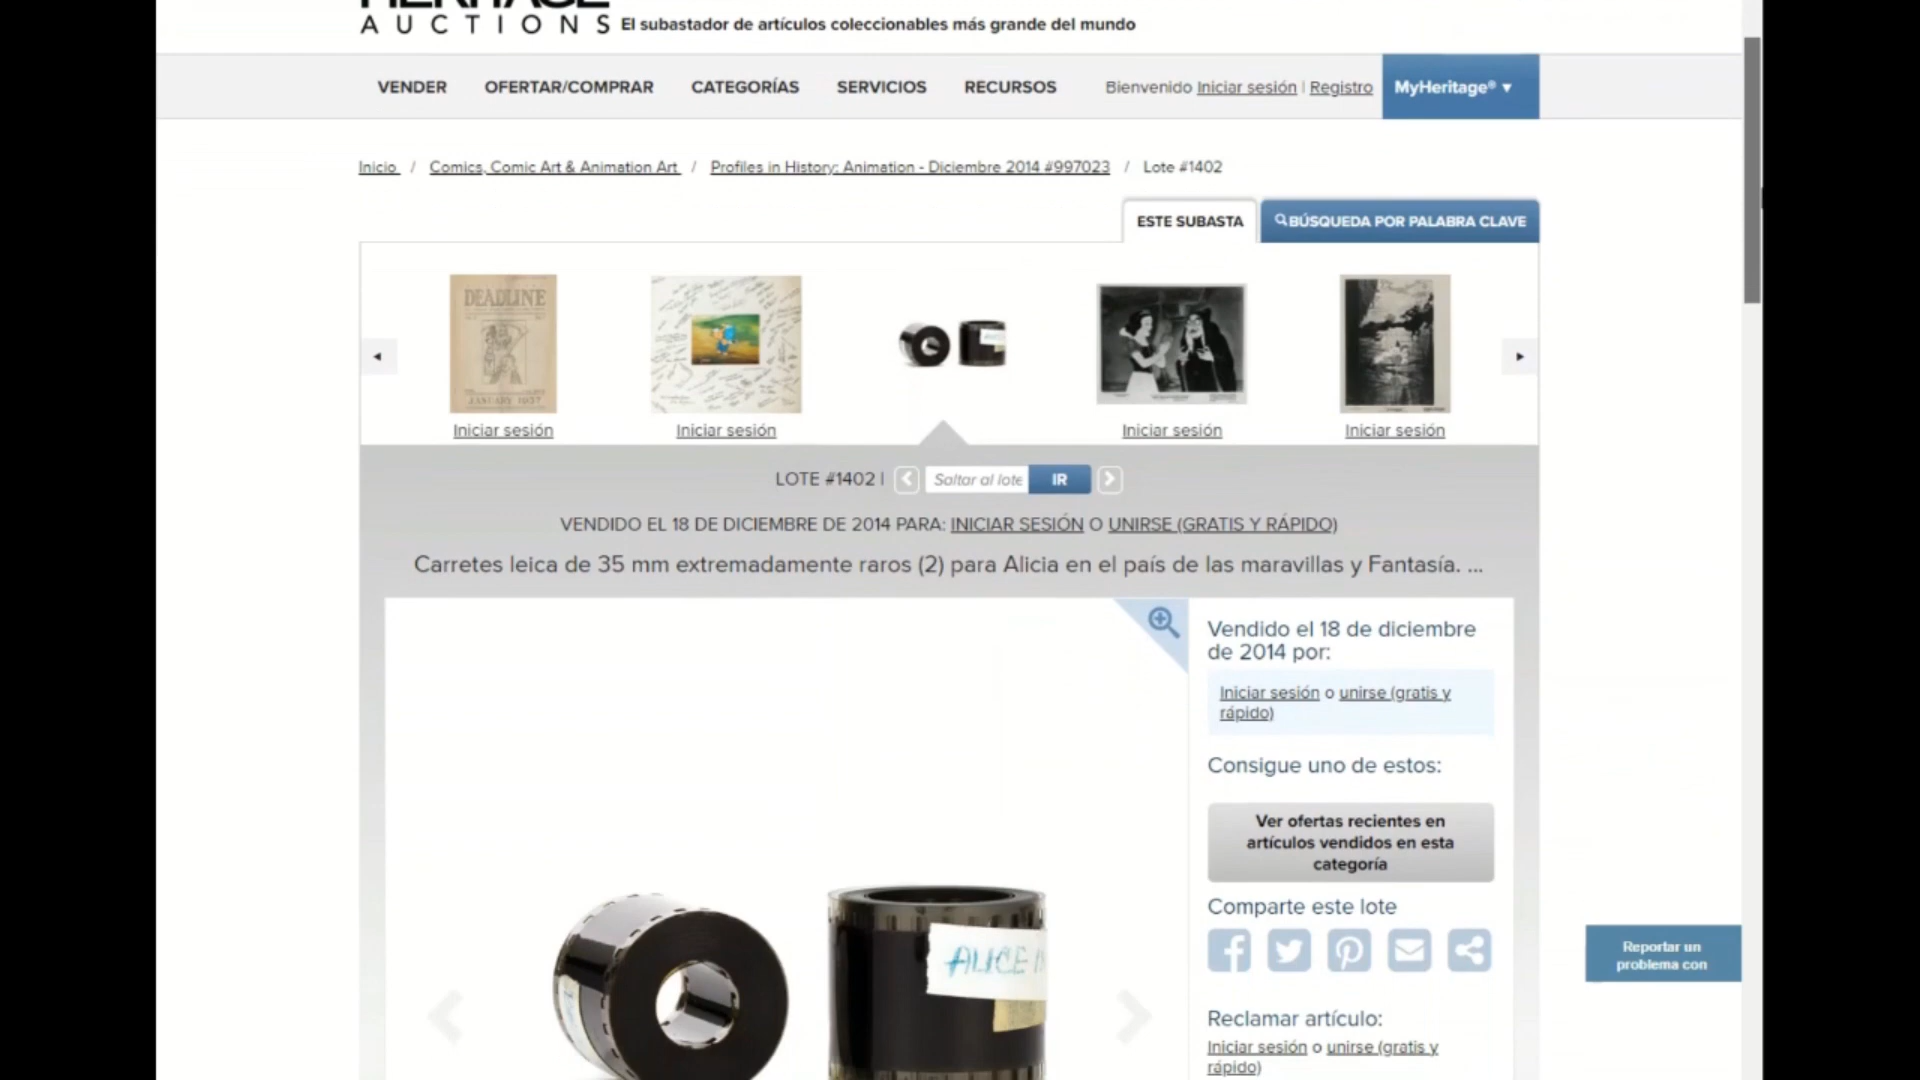 HERITAGE
AUCTIONS El subastador de artículos coleccionables más grande del mundo
VENDER OFERTAR/COMPRAR CATEGORÍAS SERVICIOS RECURSOS Bienvenido Iniciar sesión | Registro MyHeritage® ▼
Inicio / Comics, Comic Art & Animation Art / Profiles in History: Animation - Diciembre 2014 #997023 / Lote #1402
ESTE SUBASTA BÚSQUEDA POR PALABRA CLAVE
DEADLINE
JANUARY 1937
Iniciar sesión Iniciar sesión Iniciar sesión Iniciar sesión
LOTE #1402 | Saltar al lote IR
VENDIDO EL 18 DE DICIEMBRE DE 2014 PARA: INICIAR SESIÓN O UNIRSE (GRATIS Y RÁPIDO)
Carretes leica de 35 mm extremadamente raros (2) para Alicia en el país de las maravillas y Fantasía. ...
Vendido el 18 de diciembre
de 2014 por:
Iniciar sesión o unirse (gratis y
rápido)
Consigue uno de estos:
Ver ofertas recientes en
artículos vendidos en esta
categoría
Comparte este lote
ALICE
Reportar un
problema con
Reclamar artículo:
Iniciar sesión o unirse (gratis y
rápido)